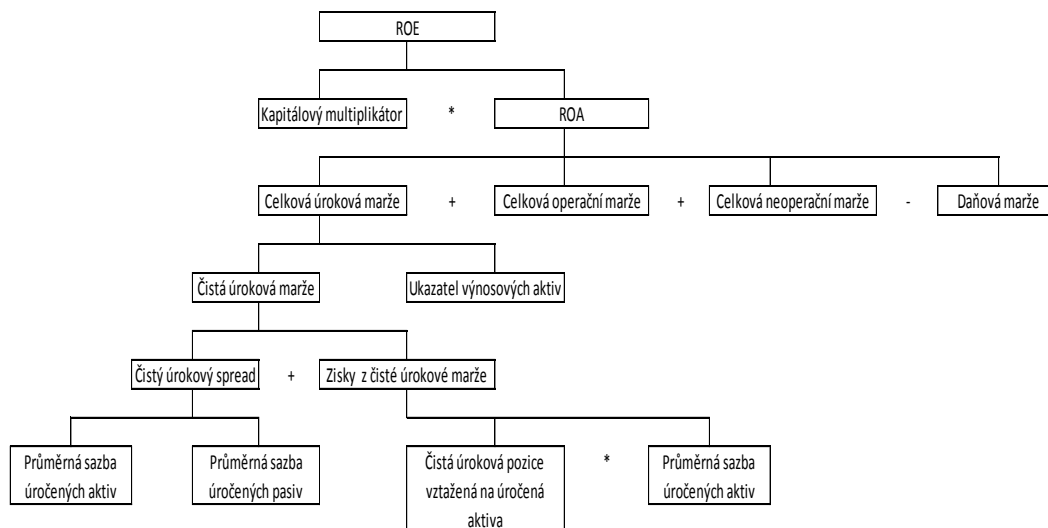 ROE
Kapitálový multiplikátor * ROA
Celková úroková marže + Celková operační marže + Celková neoperační marže - Daňová marže
Čistá úroková marže Ukazatel výnosových aktiv
Čistý úrokový spread + Zisky z čisté úrokové marže
Průměrná sazba
úročených aktiv
Průměrná sazba
úročených pasiv
Čistá úroková pozice
vztažená na úročená
aktiva
*
Průměrná sazba
úročených aktiv